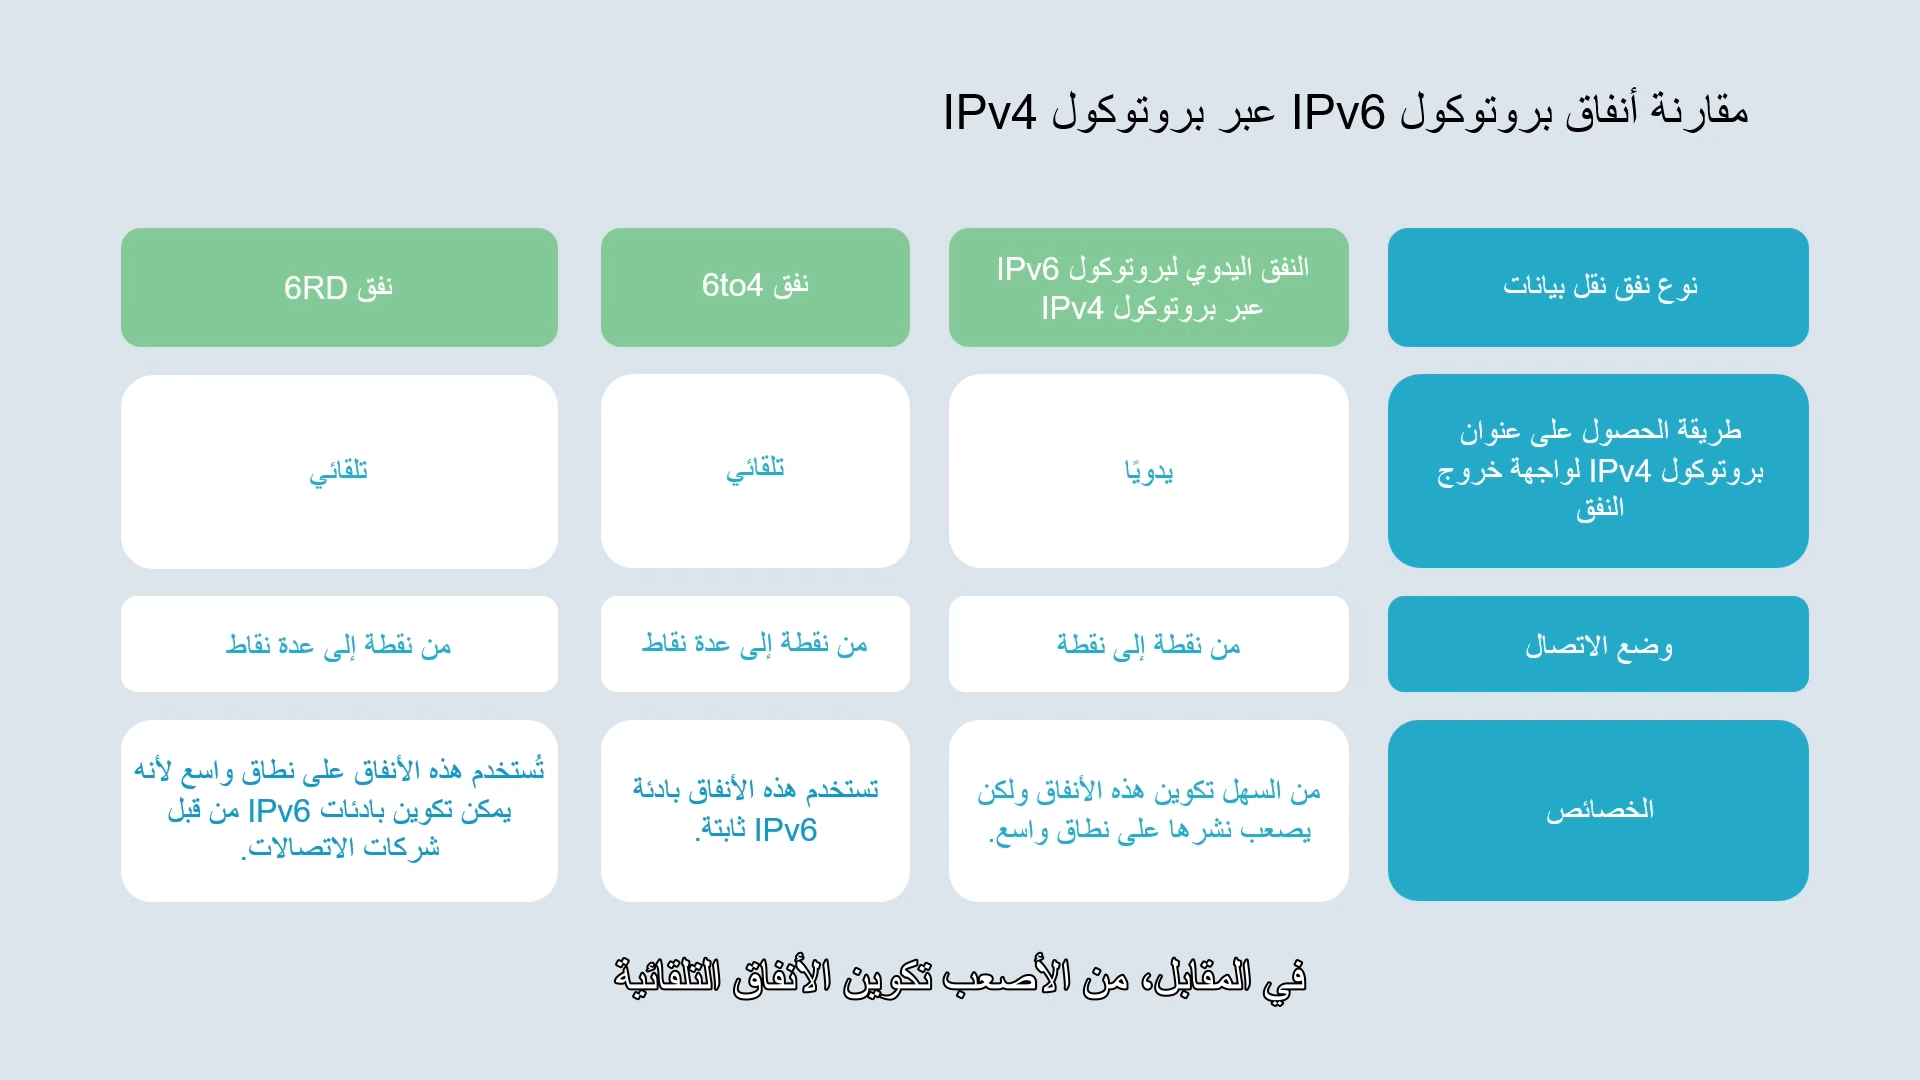 مقارنة أنفاق بروتوكول IPv6 عبر بروتوكول IPv4
نوع نفق نقل بيانات
النفق اليدوي لبروتوكول IPv6
عبر بروتوكول IPv4
نفق 6to4
نفق 6RD
طريقة الحصول على عنوان
بروتوكول IPv4 لواجهة خروج
النفق
يدويًا
تلقائي
تلقائي
وضع الاتصال
من نقطة إلى نقطة
من نقطة إلى عدة نقاط
من نقطة إلى عدة نقاط
الخصائص
من السهل تكوين هذه الأنفاق ولكن
يصعب نشرها على نطاق واسع.
تستخدم هذه الأنفاق بادئة
IPv6 ثابتة.
تُستخدم هذه الأنفاق على نطاق واسع لأنه
يمكن تكوين بادئات IPv6 من قبل
شركات الاتصالات.
في المقابل، من الأصعب تكوين الأنفاق التلقائية